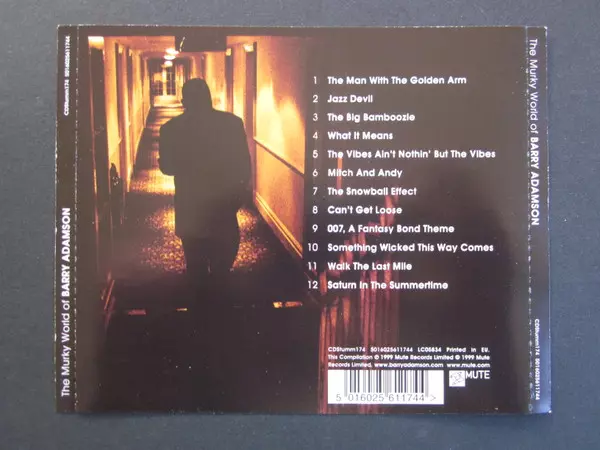 CDStumm174 5016025611744
The Murky World of BARRY ADAMSON
1 The Man With The Golden Arm
2 Jazz Devil
3 The Big Bamboozle
4 What It Means
5 The Vibes Ain't Nothin' But The Vibes
6 Mitch And Andy
7 The Snowball Effect
8 Can't Get Loose
9 007, A Fantasy Bond Theme
10 Something Wicked This Way Comes
11 Walk The Last Mile
12 Saturn In The Summertime
CDStumm174 5016025611744 LC05834 Printed in EU.
This Compilation ℗ 1999 Mute Records Limited © 1999 Mute
Records Limited. www.barryadamson.com www.mute.com
MUTE
5 016025 611744 >
The Murky World of BARRY ADAMSON
CDStumm174 5016025611744